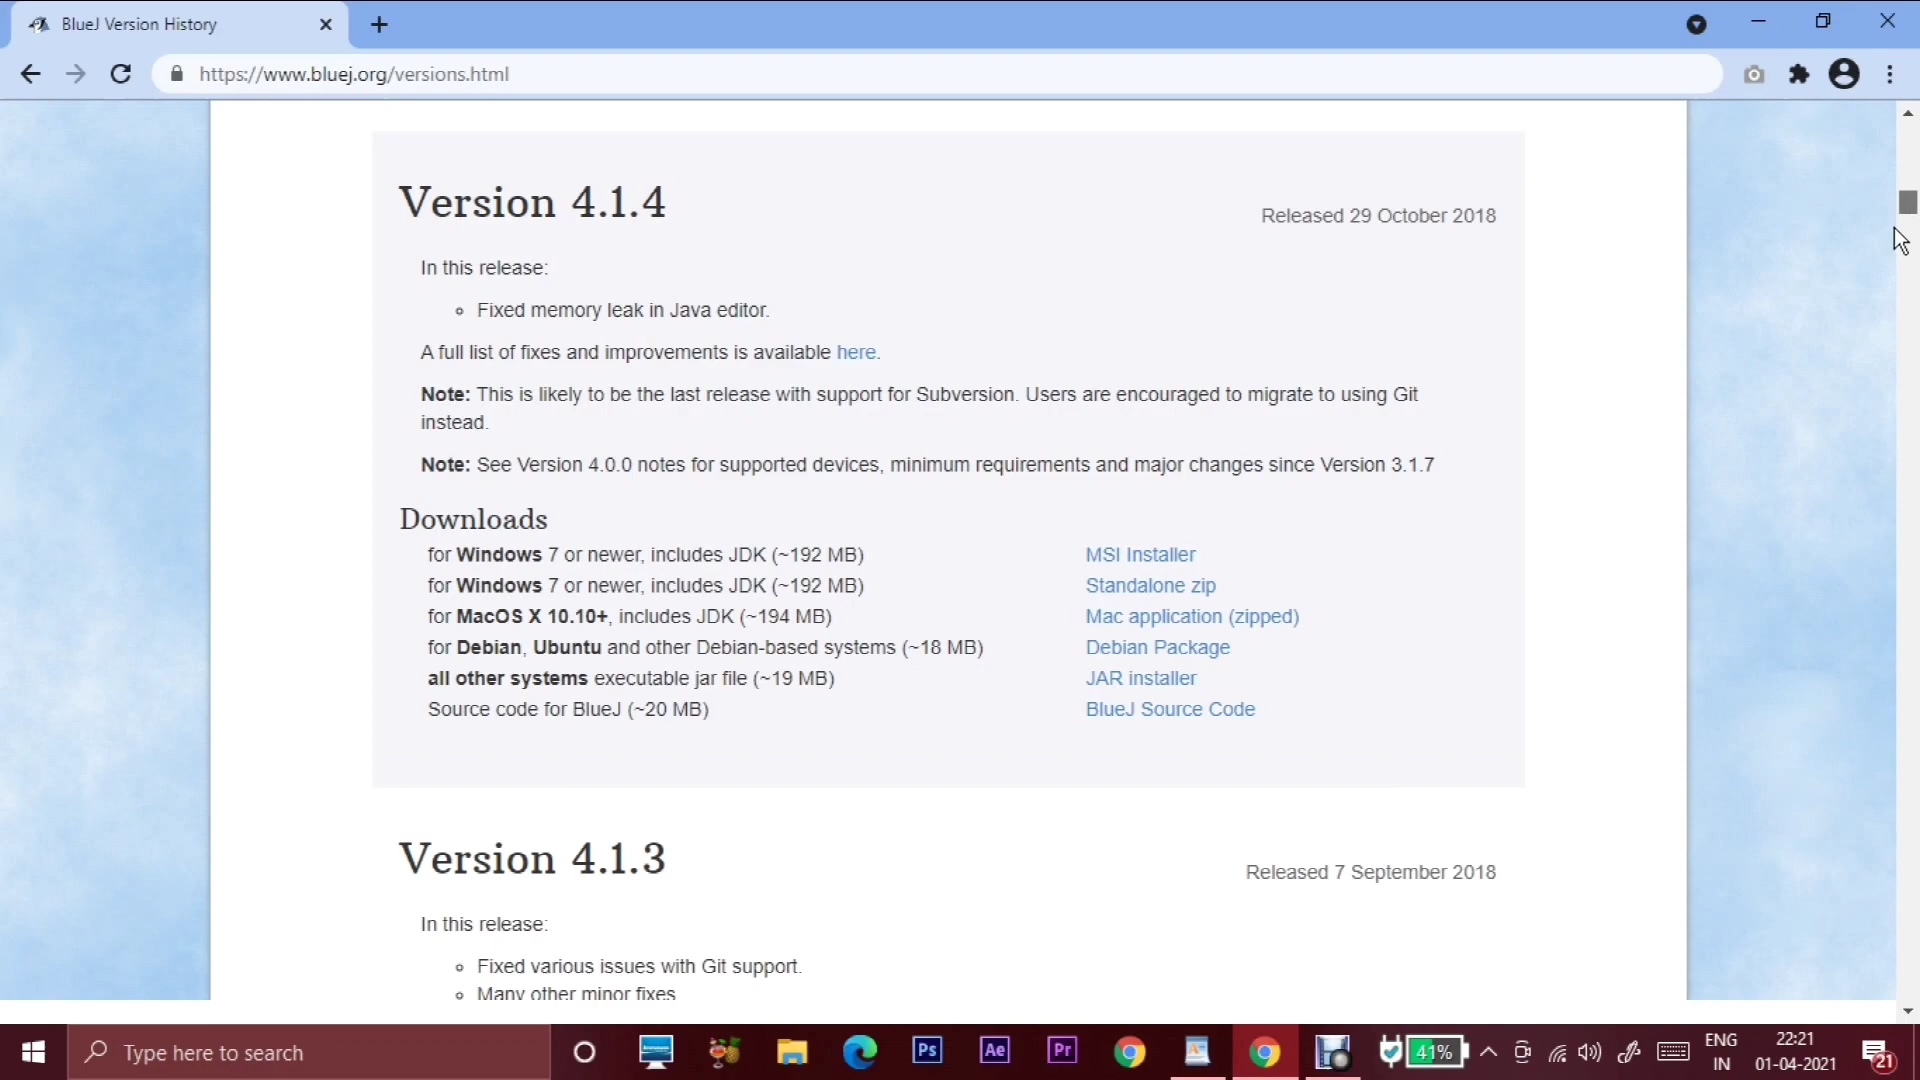 BlueJ Version History
https://www.bluej.org/versions.html
Version 4.1.4
Released 29 October 2018
In this release:
Fixed memory leak in Java editor.
A full list of fixes and improvements is available here.
Note: This is likely to be the last release with support for Subversion. Users are encouraged to migrate to using Git
instead.
Note: See Version 4.0.0 notes for supported devices, minimum requirements and major changes since Version 3.1.7
Downloads
for Windows 7 or newer, includes JDK (~192 MB) MSI Installer
for Windows 7 or newer, includes JDK (~192 MB) Standalone zip
for MacOS X 10.10+, includes JDK (~194 MB) Mac application (zipped)
for Debian, Ubuntu and other Debian-based systems (~18 MB) Debian Package
all other systems executable jar file (~19 MB) JAR installer
Source code for BlueJ (~20 MB) BlueJ Source Code
Version 4.1.3
Released 7 September 2018
In this release:
Fixed various issues with Git support.
Many other minor fixes
Type here to search
Ps
Ae
Pr
41%
ENG
IN
22:21
01-04-2021
21